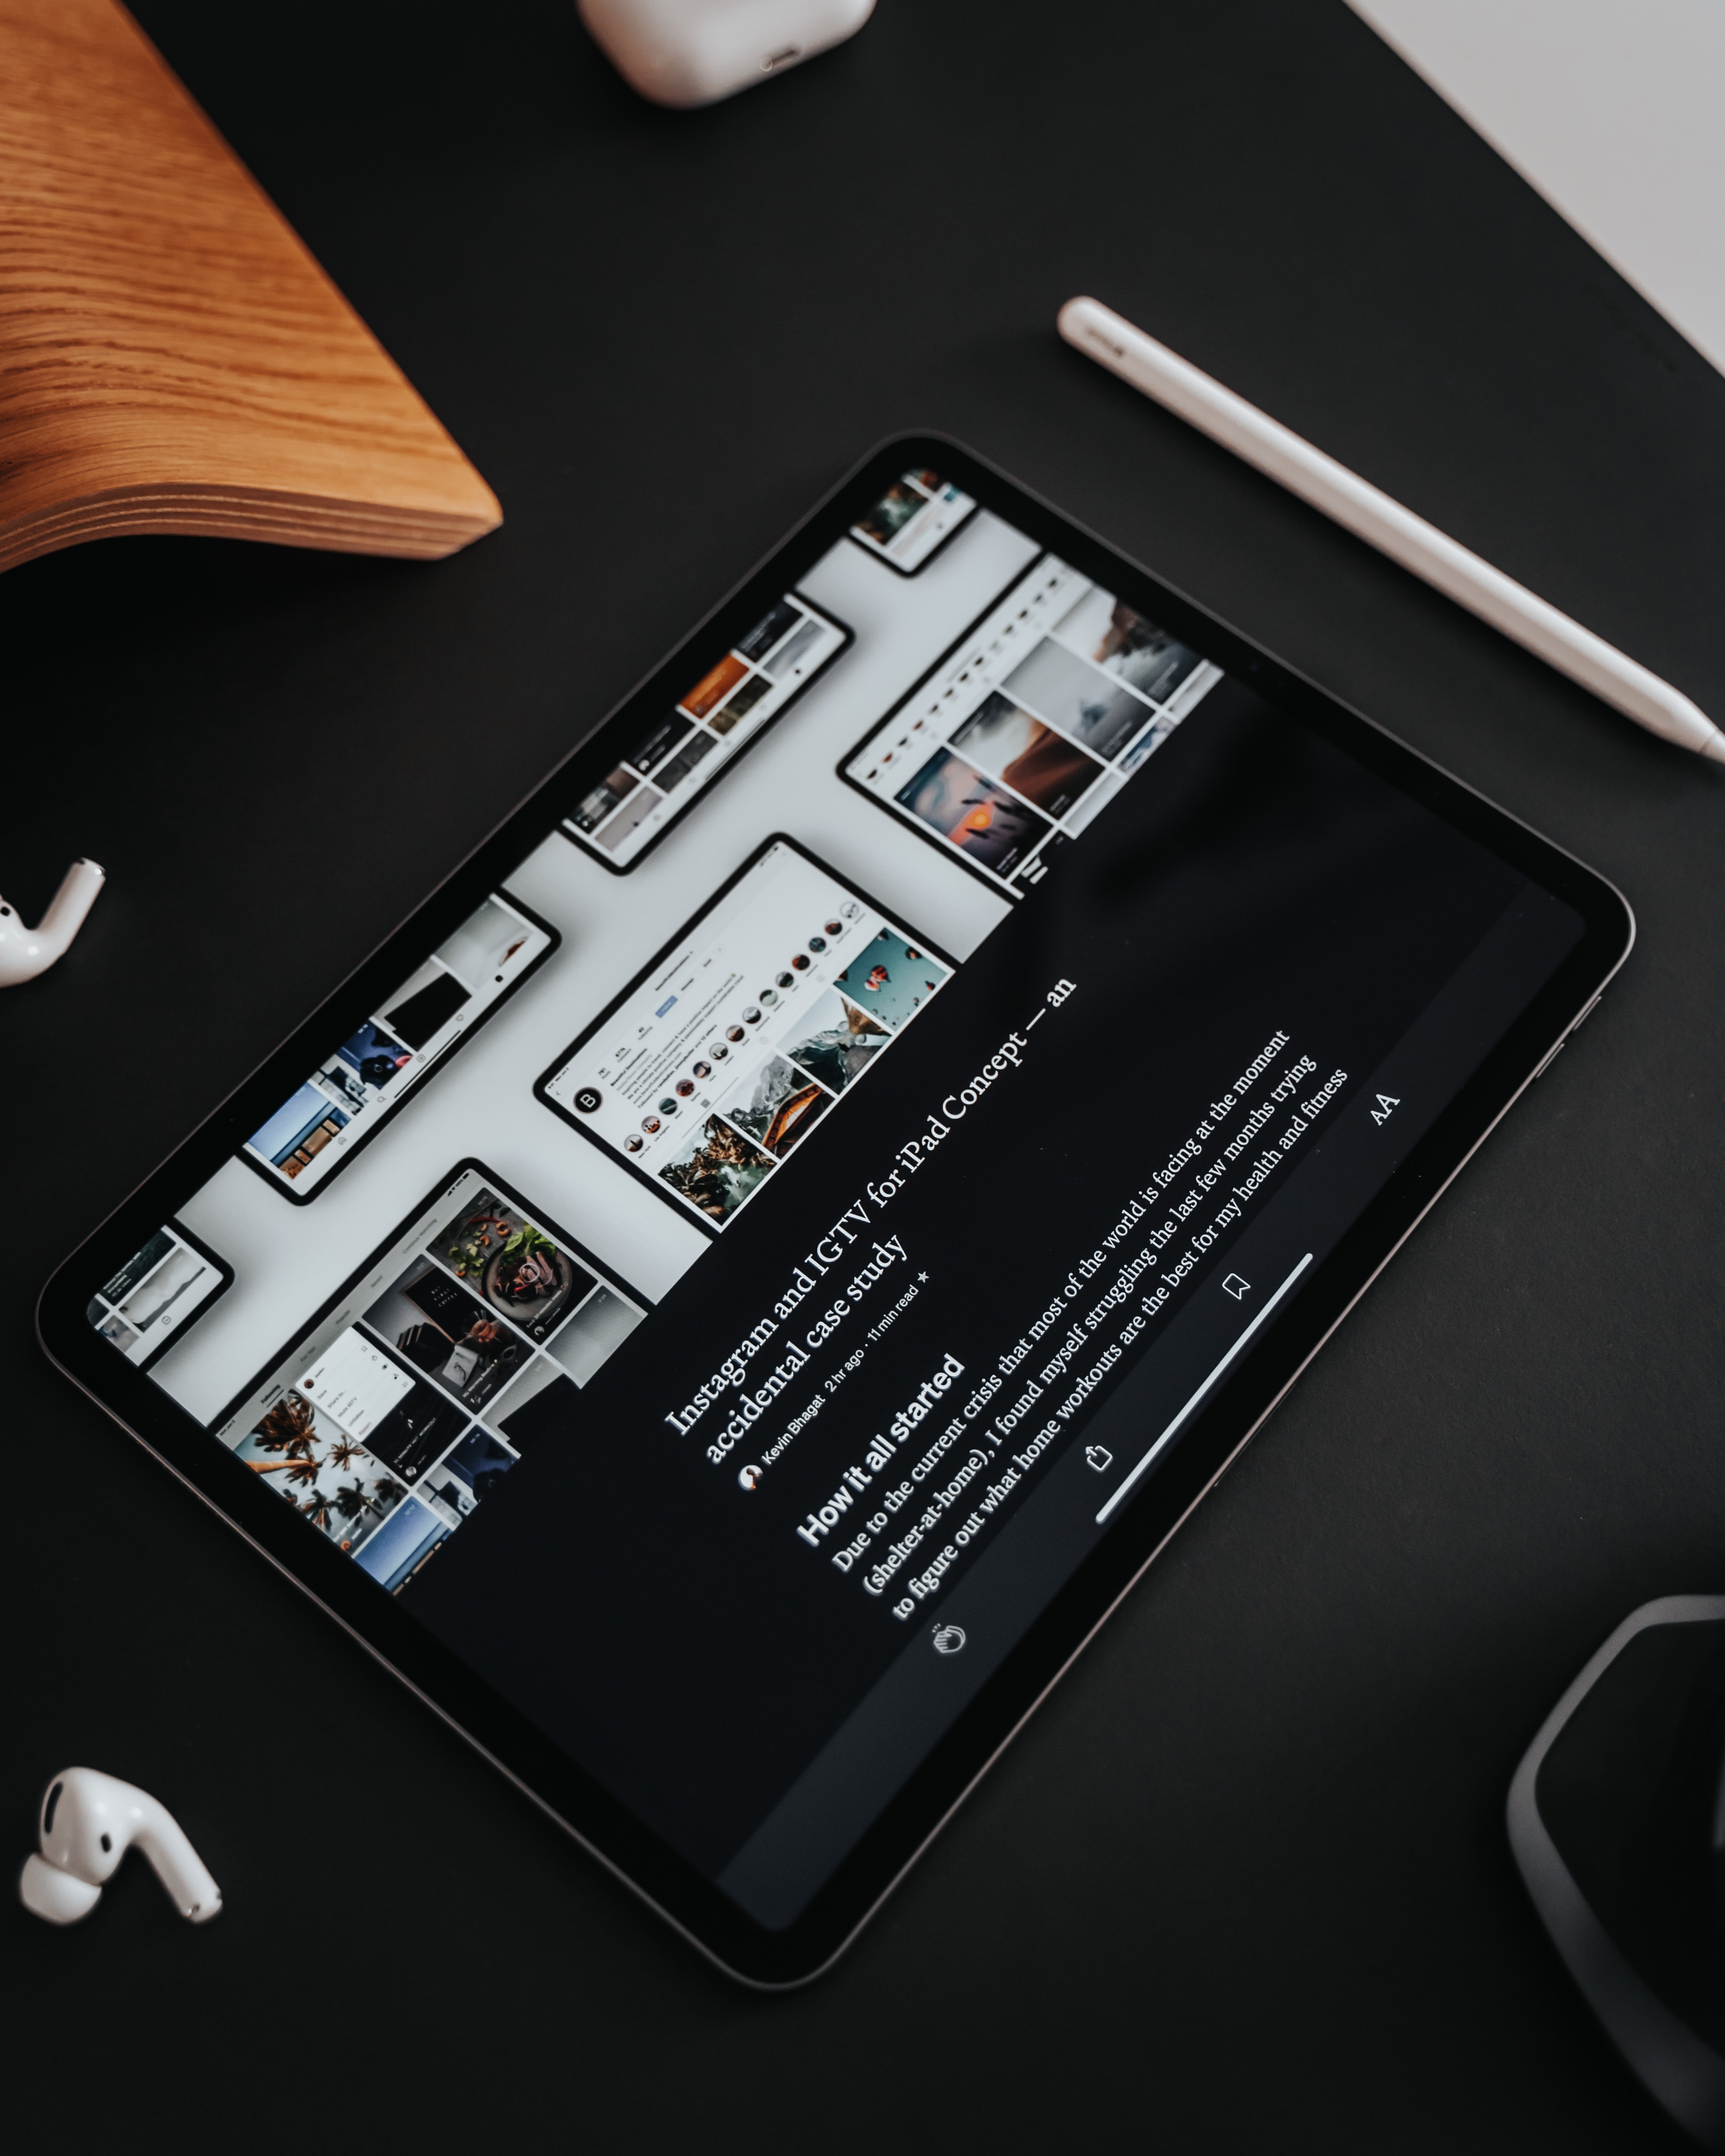 Instagram and IGTV for iPad Concept — an
accidental case study
Kevin Bhagat 2 hr ago · 11 min read ★
How it all started
Due to the current crisis that most of the world is facing at the moment
(shelter-at-home), I found myself struggling the last few months trying
to figure out what home workouts are the best for my health and fitness
AA